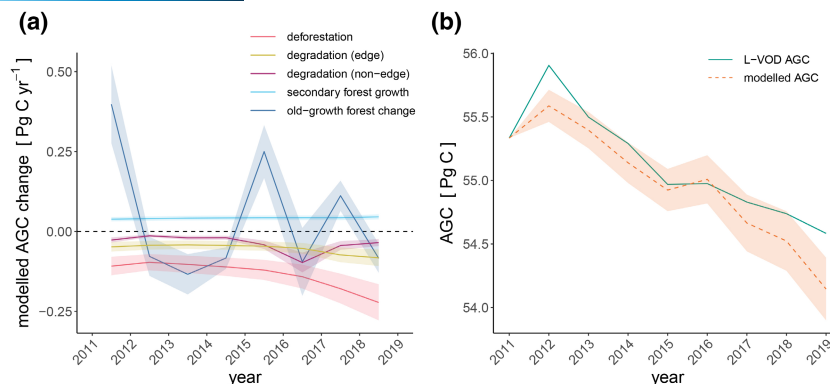 (a)
modelled AGC change [ Pg C yr⁻¹ ]
0.50
0.25
0.00
−0.25
deforestation
degradation (edge)
degradation (non−edge)
secondary forest growth
old−growth forest change
2011
2012
2013
2014
2015
2016
2017
2018
2019
year
(b)
AGC [ Pg C ]
56.0
55.5
55.0
54.5
54.0
L−VOD AGC
modelled AGC
2011
2012
2013
2014
2015
2016
2017
2018
2019
year